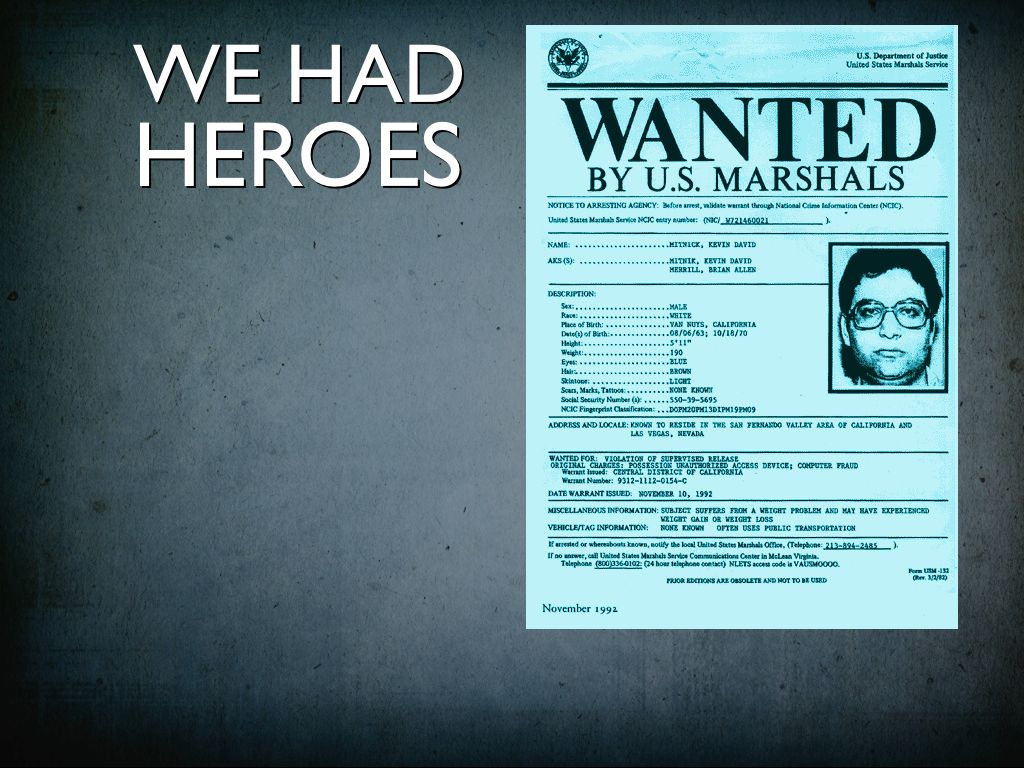 WE HAD
HEROES
U.S. Department of Justice
United States Marshals Service
WANTED
BY U.S. MARSHALS
NOTICE TO ARRESTING AGENCY: Before arrest, validate warrant through National Crime Information Center (NCIC).
United States Marshals Service NCIC entry number: (NIC/ W721460021 ).
NAME: ......................MITNICK, KEVIN DAVID
AKS (S): .....................MITNIK, KEVIN DAVID
MERRILL, BRIAN ALLEN
DESCRIPTION:
Sex: ......................MALE
Race: .....................WHITE
Place of Birth: ...............VAN NUYS, CALIFORNIA
Date(s) of Birth: ..............08/06/63; 10/18/70
Height: ....................5'11"
Weight: ....................190
Eyes: .....................BLUE
Hair: .....................BROWN
Skintone: ..................LIGHT
Scars, Marks, Tattoos: ..........NONE KNOWN
Social Security Number (s): ......550-39-5695
NCIC Fingerprint Classification: ...DOPM20PM13DIPM19PM09
ADDRESS AND LOCALE: KNOWN TO RESIDE IN THE SAN FERNANDO VALLEY AREA OF CALIFORNIA AND
LAS VEGAS, NEVADA
WANTED FOR: VIOLATION OF SUPERVISED RELEASE
ORIGINAL CHARGES: POSSESSION UNAUTHORIZED ACCESS DEVICE; COMPUTER FRAUD
Warrant Issued: CENTRAL DISTRICT OF CALIFORNIA
Warrant Number: 9312-1112-0154-C
DATE WARRANT ISSUED: NOVEMBER 10, 1992
MISCELLANEOUS INFORMATION: SUBJECT SUFFERS FROM A WEIGHT PROBLEM AND MAY HAVE EXPERIENCED
WEIGHT GAIN OR WEIGHT LOSS
VEHICLE/TAG INFORMATION: NONE KNOWN OFTEN USES PUBLIC TRANSPORTATION
If arrested or whereabouts known, notify the local United States Marshals Office, (Telephone: 213-894-2485 ).
If no answer, call United States Marshals Service Communications Center in McLean Virginia.
Telephone (800)336-0102: (24 hour telephone contact) NLETS access code is VAUSMOOOO.
Form USM-132
(Rev. 3/2/82)
PRIOR EDITIONS ARE OBSOLETE AND NOT TO BE USED
November 1992